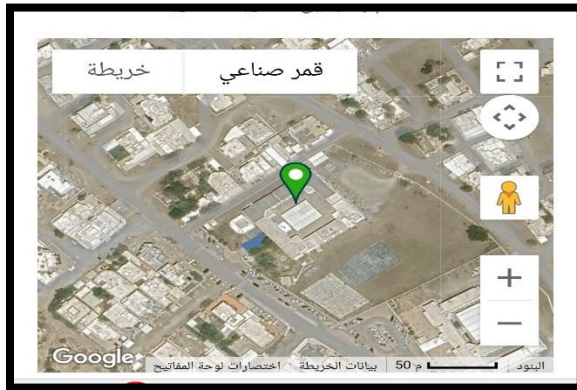 خريطة
قمر صناعي
Google
اختصارات لوحة المفاتيح
بيانات الخريطة
50 م
البنود